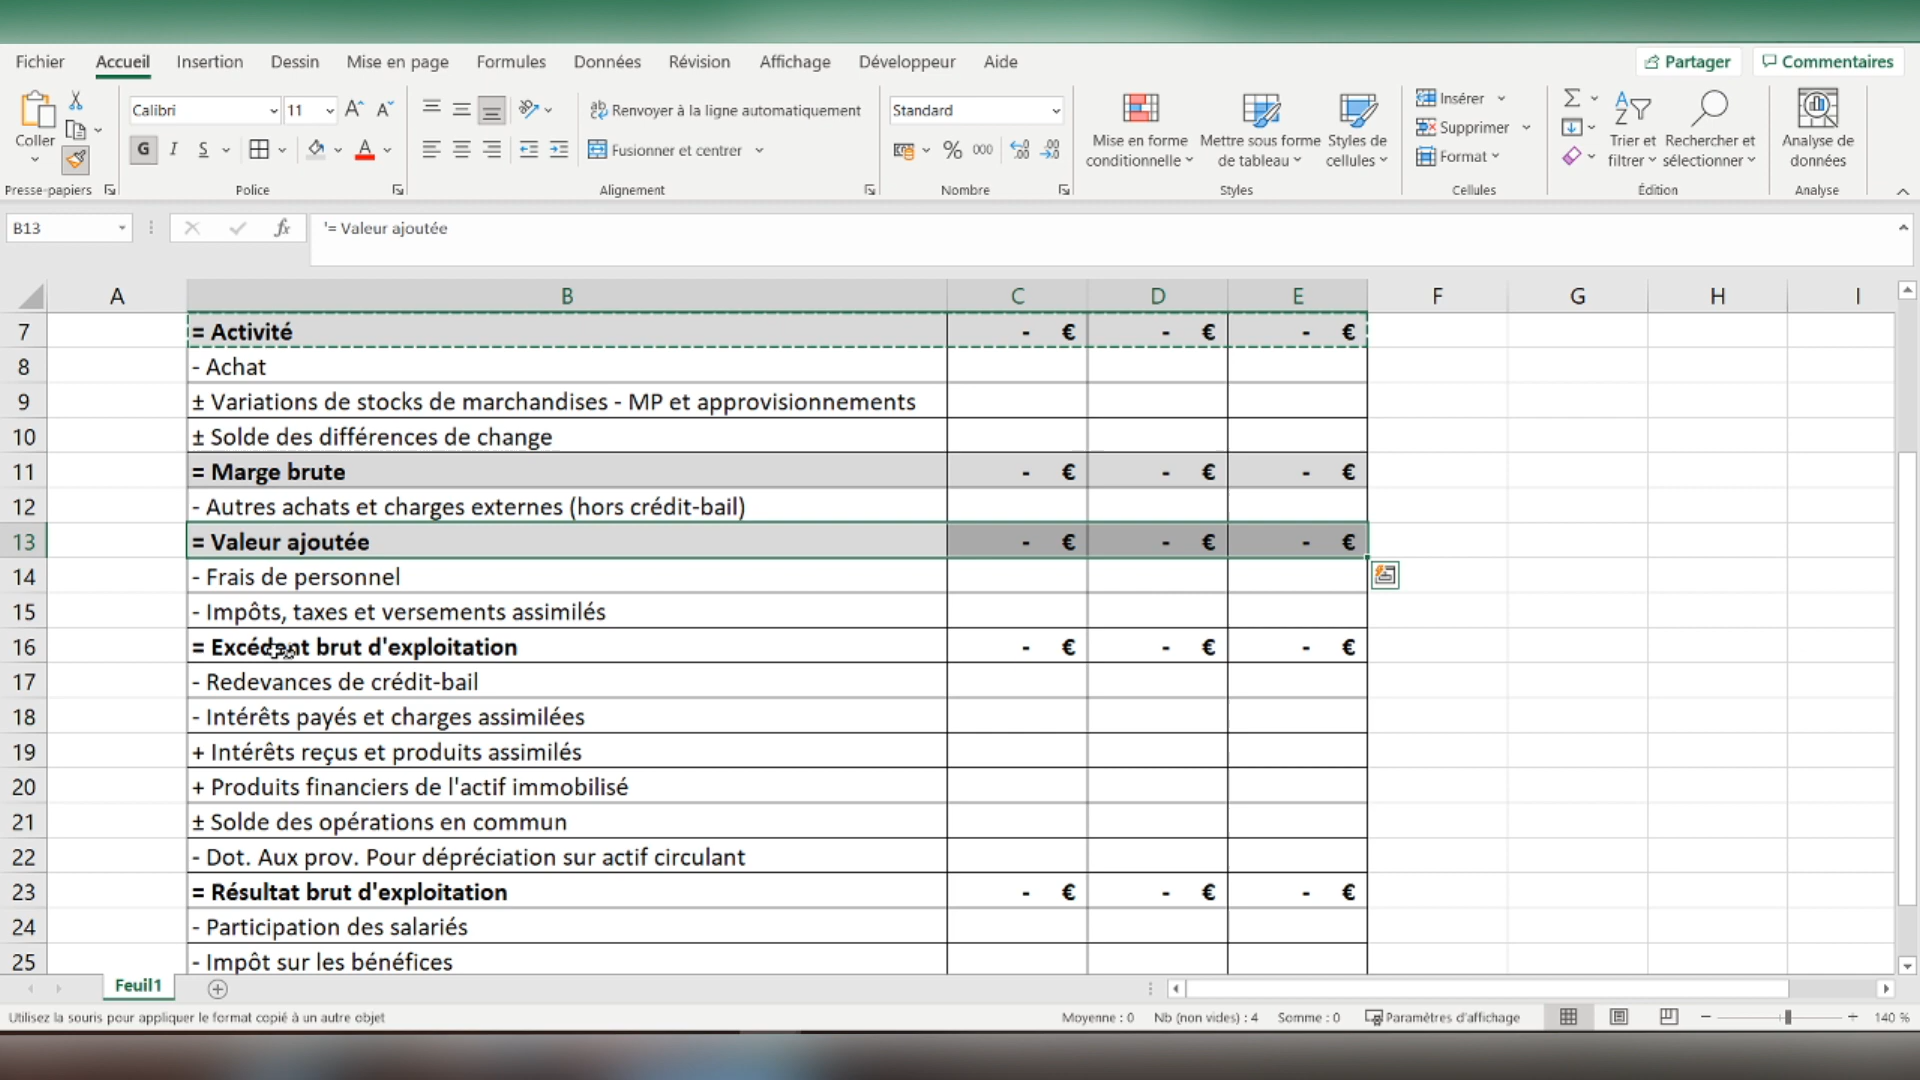 Fichier Accueil Insertion Dessin Mise en page Formules Données Révision Affichage Développeur Aide Partager Commentaires
Coller
Presse-papiers
Calibri 11
G I S A
Police
Renvoyer à la ligne automatiquement
Fusionner et centrer
Alignement
Standard
% 000
Nombre
Mise en forme conditionnelle
Mettre sous forme de tableau
Styles de cellules
Styles
Insérer
Supprimer
Format
Cellules
Trier et filtrer
Rechercher et sélectionner
Édition
Analyse de données
Analyse
B13 fx '= Valeur ajoutée
A B C D E F G H I
7 = Activité - € - € - €
8 - Achat
9 ± Variations de stocks de marchandises - MP et approvisionnements
10 ± Solde des différences de change
11 = Marge brute - € - € - €
12 - Autres achats et charges externes (hors crédit-bail)
13 = Valeur ajoutée - € - € - €
14 - Frais de personnel
15 - Impôts, taxes et versements assimilés
16 = Excédent brut d'exploitation - € - € - €
17 - Redevances de crédit-bail
18 - Intérêts payés et charges assimilées
19 + Intérêts reçus et produits assimilés
20 + Produits financiers de l'actif immobilisé
21 ± Solde des opérations en commun
22 - Dot. Aux prov. Pour dépréciation sur actif circulant
23 = Résultat brut d'exploitation - € - € - €
24 - Participation des salariés
25 - Impôt sur les bénéfices
Feuil1
Utilisez la souris pour appliquer le format copié à un autre objet Moyenne : 0 Nb (non vides) : 4 Somme : 0 Paramètres d'affichage 140 %